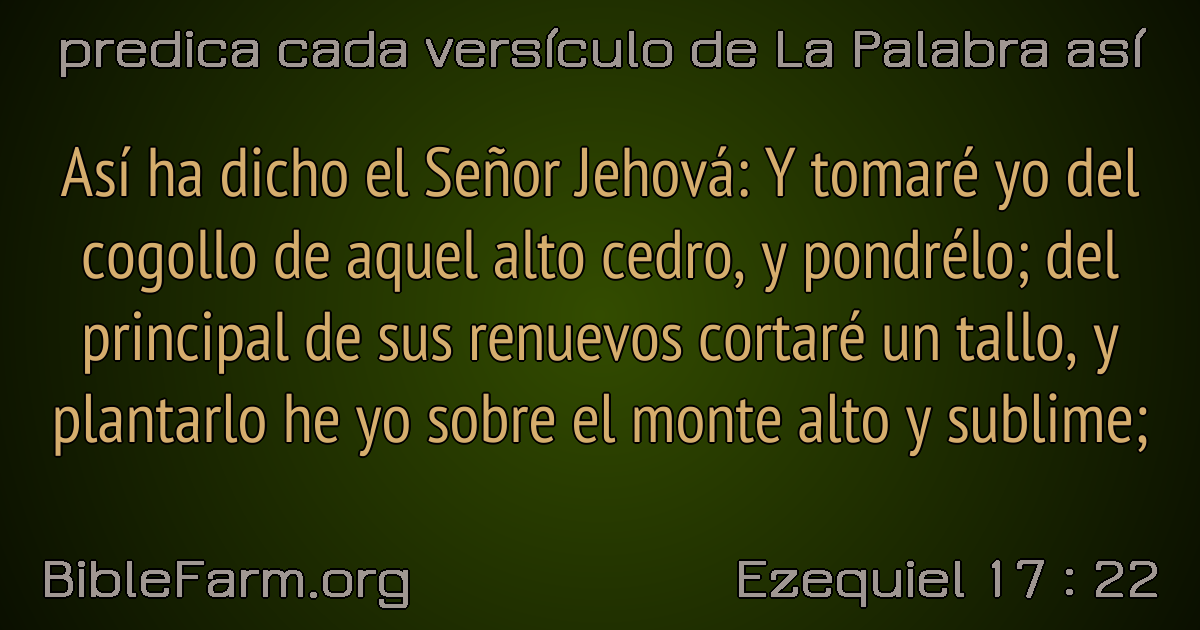 predica cada versículo de La Palabra así
Así ha dicho el Señor Jehová: Y tomaré yo del
cogollo de aquel alto cedro, y pondrélo; del
principal de sus renuevos cortaré un tallo, y
plantarlo he yo sobre el monte alto y sublime;
BibleFarm.org
Ezequiel 17 : 22